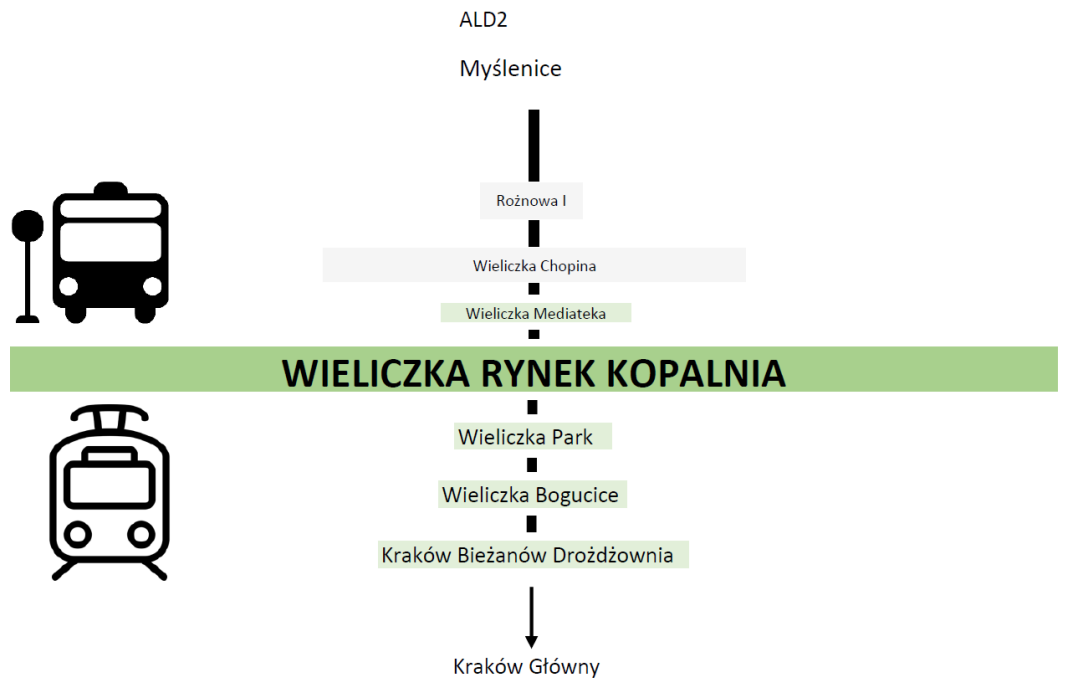 ALD2
Myślenice
Rożnowa I
Wieliczka Chopina
Wieliczka Mediateka
WIELICZKA RYNEK KOPALNIA
Wieliczka Park
Wieliczka Bogucice
Kraków Bieżanów Drożdżownia
Kraków Główny